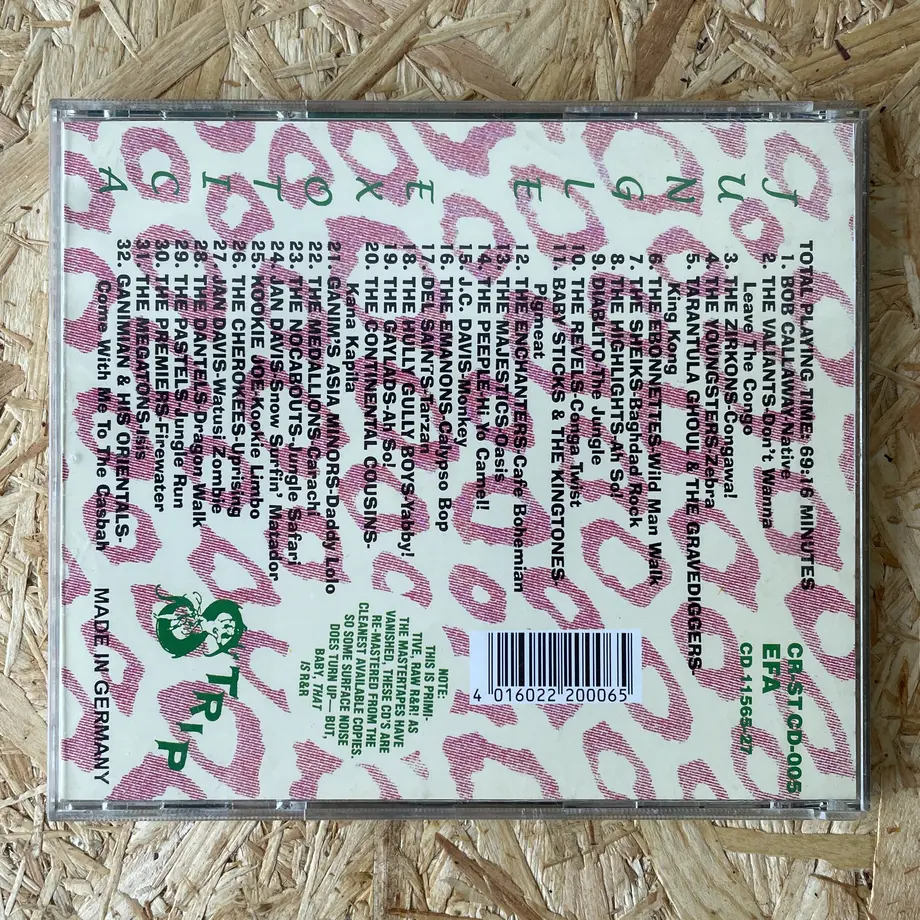 JUNGLE EXOTICA
TOTAL PLAYING TIME: 69:16 MINUTES
1. BOB CALLAWAY-Native
2. THE VAIANTS-Don't Wanna
Leave The Congo
3. THE ZIRKONS-Congawa!
4. THE YOUNGSTERS-Zebra
5. TARANTULA GHOUL & THE GRAVEDIGGERS-
King Kong
6. THE EBONNETTES-Wild Man Walk
7. THE SHEIKS-Baghdad Rock
8. THE HIGHLIGHTS-Ah So!
9. DIABLITO-The Jungle
10. THE REVELS-Conga Twist
11. BABY STICKS & THE KINGTONES-
Pigmeat
12. THE ENCHANTERS-Cafe Bohemian
13. THE MAJESTICS-Oasis
14. THE PEEPLE-Hi-Yo Camel!
15. J.C. DAVIS-Monkey
16. THE EMANONS-Calypso Bop
17. DEL SAINTS-Tarzan
18. THE HULLY GULLY BOYS-Yabby!
19. THE GAYLADS-Ah So!
20. THE CONTINENTAL COUSINS-
Kana Kapila
21. GANIM'S ASIA MINORS-Daddy Lolo
22. THE MEDALLIONS-Carachi
23. THE NOCABOUTS-Jungle Safari
24. JAN DAVIS-Snow Surfin' Matador
25. KOOKIE JOE-Kookie Limbo
26. THE CHEROKEES-Uprising
27. JAN DAVIS-Watusi Zombie
28. THE DANTELS-Dragon Walk
29. THE PASTELS-Jungle Run
30. THE PREMIERS-Firewater
31. THE MEGATONS-Isis
32. GANIMIAN & HIS ORIENTALS-
Come With Me To The Casbah
CRI-ST CD-005
EFA
CD 11565-27
4 016022 200065
NOTE:
THIS IS PRIMI-
TIVE, RAW R&R! AS
THE MASTERTAPES HAVE
VANISHED, THESE CD'S ARE
RE-MASTERED FROM THE
CLEANEST AVAILABLE COPIES.
SO SOME SURFACE NOISE
DOES TURN UP— BUT,
BABY, THAT
IS R&R
TRIP
MADE IN GERMANY